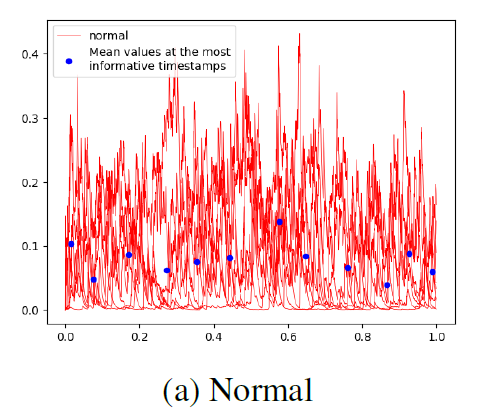 normal
Mean values at the most
informative timestamps
0.4
0.3
0.2
0.1
0.0
0.0 0.2 0.4 0.6 0.8 1.0
(a) Normal